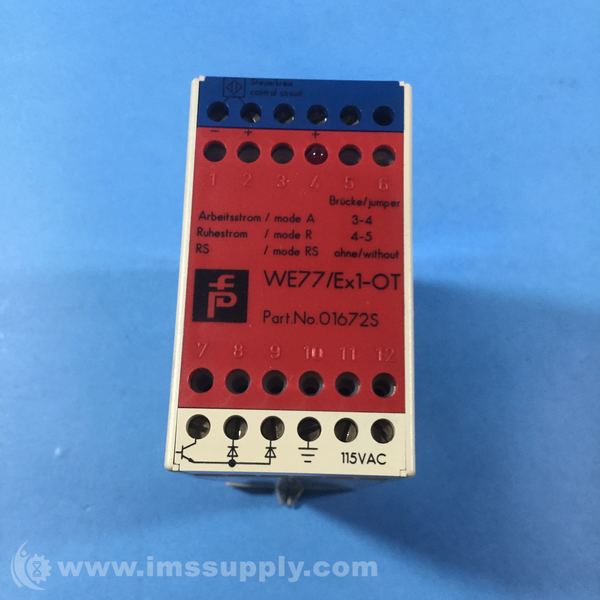 Steuerkreis
control circuit
- + +
1 2 3 4 5 6
Brücke/jumper
Arbeitsstrom / mode A 3-4
Ruhestrom / mode R 4-5
RS / mode RS ohne/without
WE77/Ex1-OT
Part.No.01672S
7 8 9 10 11 12
115VAC
www.imssupply.com